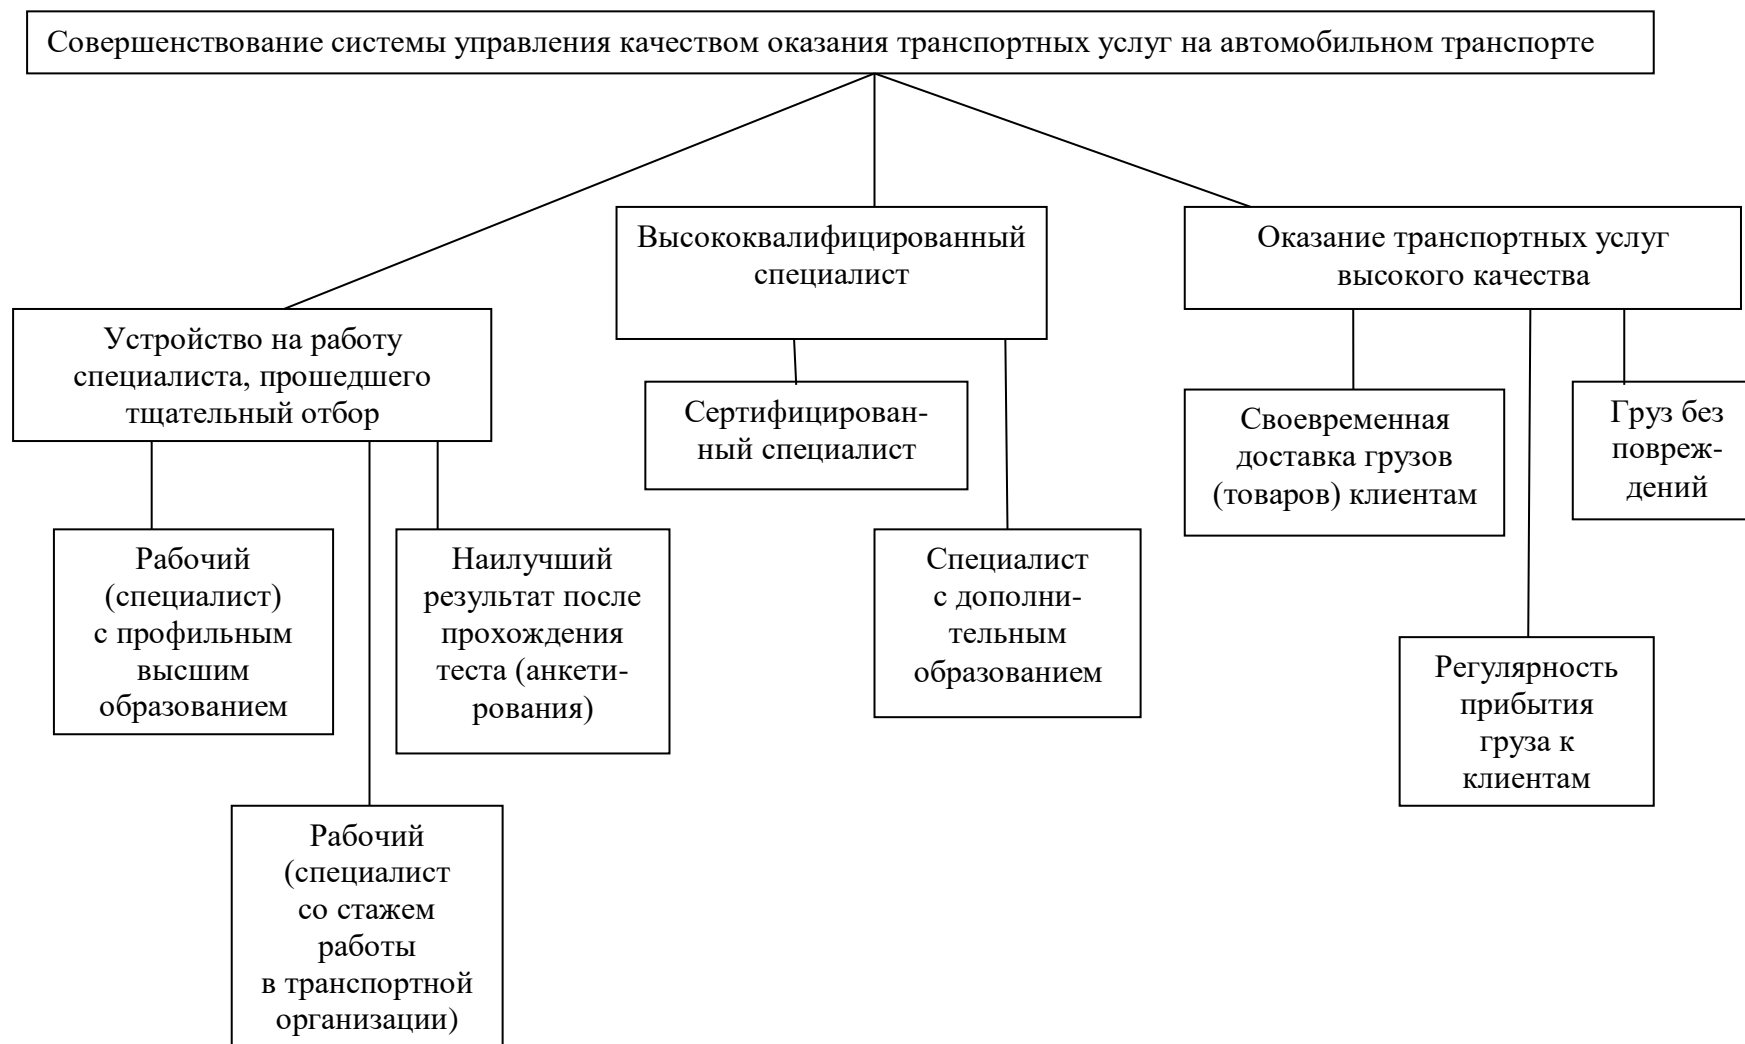 Совершенствование системы управления качеством оказания транспортных услуг на автомобильном транспорте
Высококвалифицированный
специалист
Оказание транспортных услуг
высокого качества
Устройство на работу
специалиста, прошедшего
тщательный отбор
Сертифицирован-
ный специалист
Своевременная
доставка грузов
(товаров) клиентам
Груз без
повреж-
дений
Рабочий
(специалист)
с профильным
высшим
образованием
Наилучший
результат после
прохождения
теста (анкети-
рования)
Специалист
с дополни-
тельным
образованием
Регулярность
прибытия
груза к
клиентам
Рабочий
(специалист
со стажем
работы
в транспортной
организации)